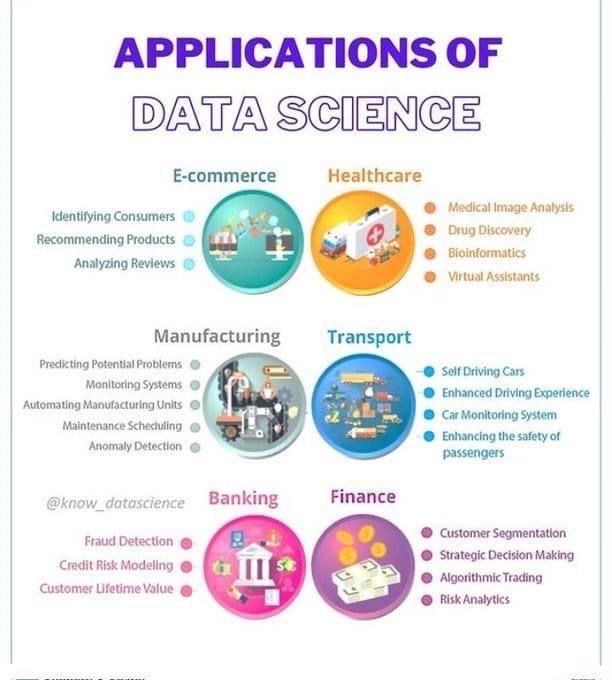 APPLICATIONS OF
DATA SCIENCE
E-commerce
Identifying Consumers
Recommending Products
Analyzing Reviews
Healthcare
Medical Image Analysis
Drug Discovery
Bioinformatics
Virtual Assistants
Manufacturing
Predicting Potential Problems
Monitoring Systems
Automating Manufacturing Units
Maintenance Scheduling
Anomaly Detection
Transport
Self Driving Cars
Enhanced Driving Experience
Car Monitoring System
Enhancing the safety of
passengers
@know_datascience
Banking
Fraud Detection
Credit Risk Modeling
Customer Lifetime Value
Finance
Customer Segmentation
Strategic Decision Making
Algorithmic Trading
Risk Analytics